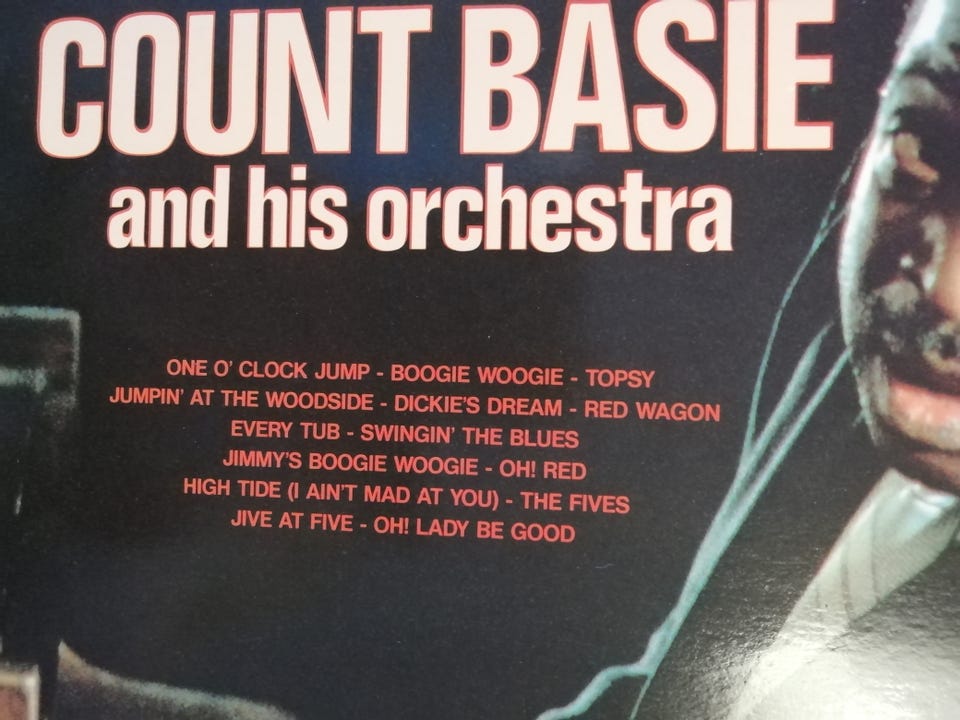 COUNT BASIE
and his orchestra
ONE O' CLOCK JUMP - BOOGIE WOOGIE - TOPSY
JUMPIN' AT THE WOODSIDE - DICKIE'S DREAM - RED WAGON
EVERY TUB - SWINGIN' THE BLUES
JIMMY'S BOOGIE WOOGIE - OH! RED
HIGH TIDE (I AIN'T MAD AT YOU) - THE FIVES
JIVE AT FIVE - OH! LADY BE GOOD